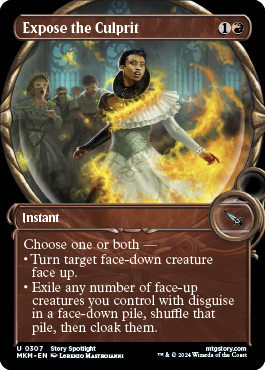 Expose the Culprit 1
Instant
Choose one or both —
• Turn target face-down creature
face up.
• Exile any number of face-up
creatures you control with disguise
in a face-down pile, shuffle that
pile, then cloak them.
U 0307 Story Spotlight mtgstory.com
MKM • EN Lorenzo Mastroianni ™ & © 2024 Wizards of the Coast